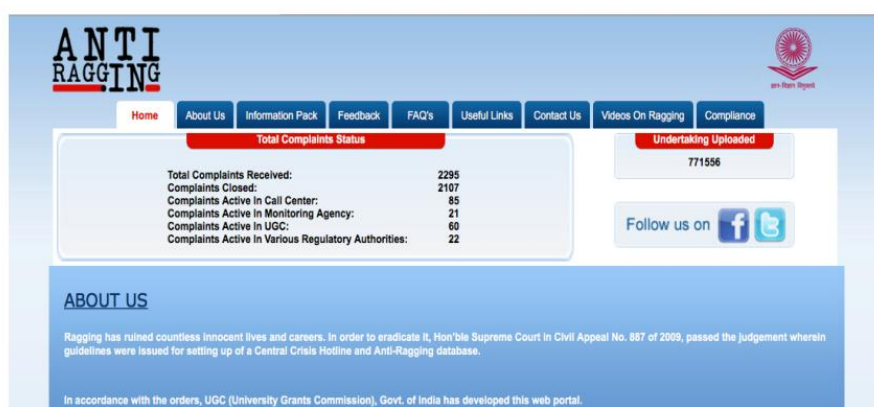 ANTI
RAGGING
ज्ञान-विज्ञान विमुक्तये
Home About Us Information Pack Feedback FAQ's Useful Links Contact Us Videos On Ragging Compliance
Total Complaints Status
Total Complaints Received: 2295
Complaints Closed: 2107
Complaints Active In Call Center: 85
Complaints Active In Monitoring Agency: 21
Complaints Active In UGC: 60
Complaints Active In Various Regulatory Authorities: 22
Undertaking Uploaded
771556
Follow us on f t
ABOUT US
Ragging has ruined countless innocent lives and careers. In order to eradicate it, Hon'ble Supreme Court in Civil Appeal No. 887 of 2009, passed the judgement wherein
guidelines were issued for setting up of a Central Crisis Hotline and Anti-Ragging database.
In accordance with the orders, UGC (University Grants Commission), Govt. of India has developed this web portal.